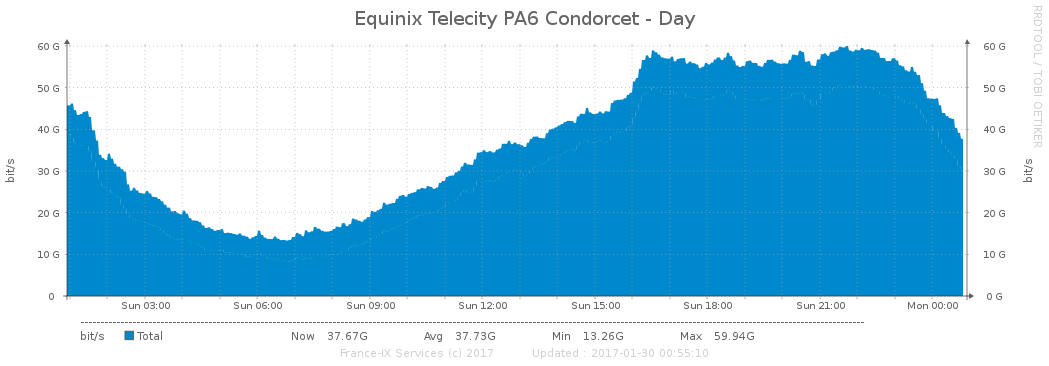 Equinix Telecity PA6 Condorcet - Day
RRDTOOL / TOBI OETIKER
60 G 60 G
50 G 50 G
40 G 40 G
30 G 30 G
20 G 20 G
10 G 10 G
0 0 G
bit/s bit/s
Sun 03:00 Sun 06:00 Sun 09:00 Sun 12:00 Sun 15:00 Sun 18:00 Sun 21:00 Mon 00:00
bit/s Total Now 37.67G Avg 37.73G Min 13.26G Max 59.94G
France-IX Services (c) 2017 Updated : 2017-01-30 00:55:10